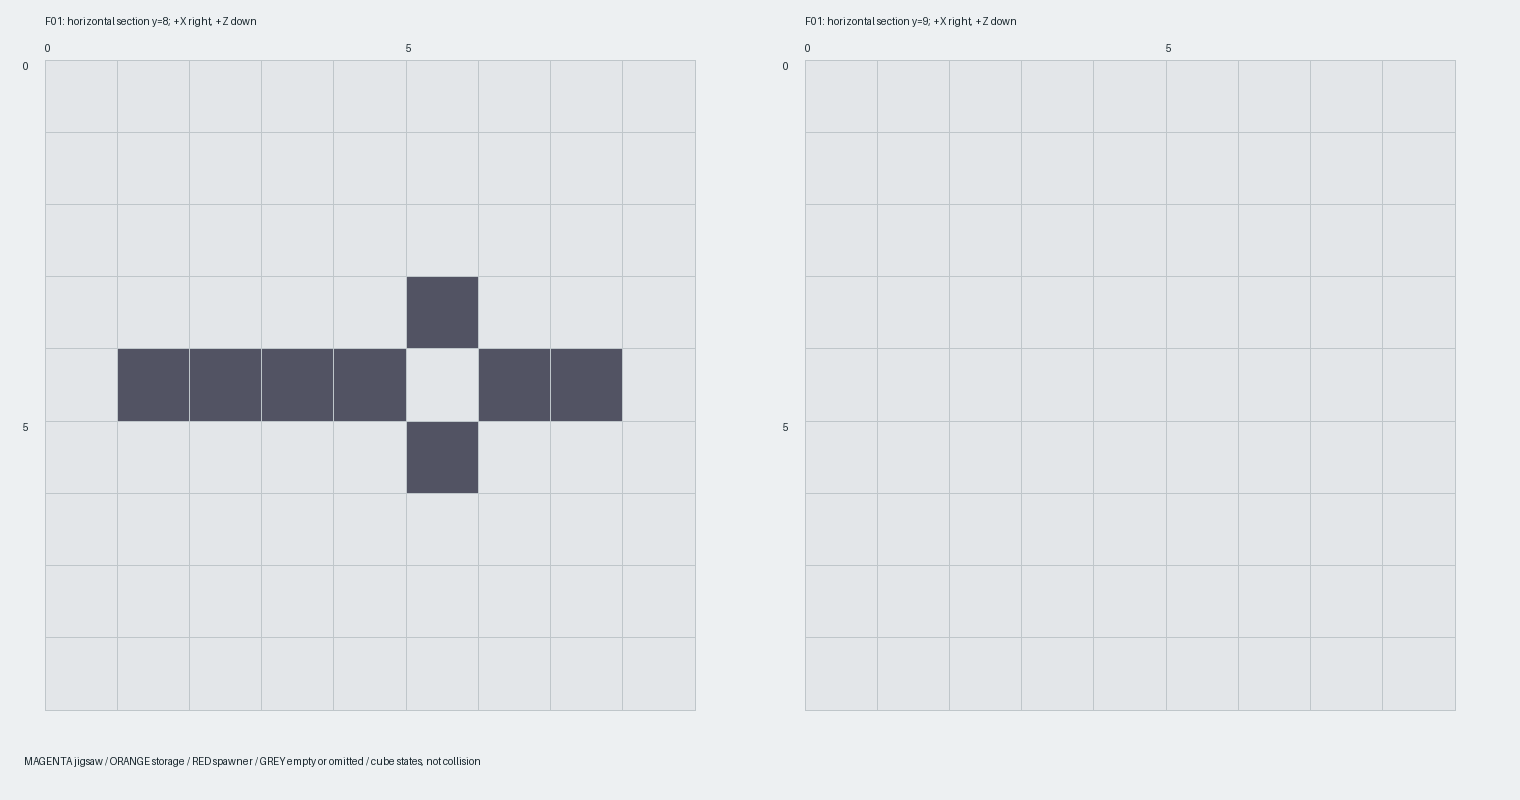 F01: horizontal section y=8; +X right, +Z down
F01: horizontal section y=9; +X right, +Z down
0 5
0 5
0
0
5
5
MAGENTA jigsaw / ORANGE storage / RED spawner / GREY empty or omitted / cube states, not collision